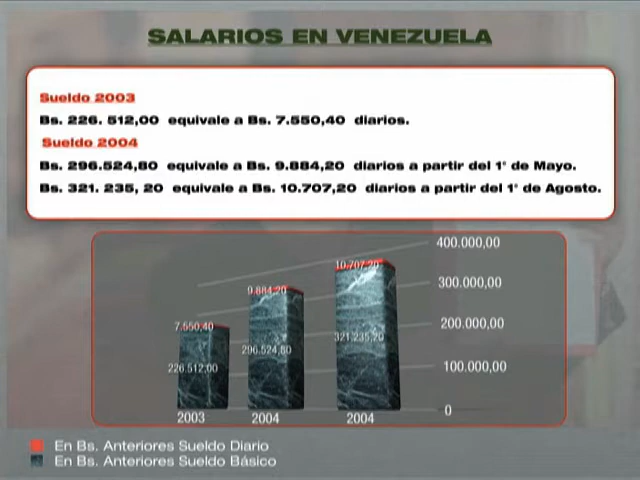 SALARIOS EN VENEZUELA
Sueldo 2003
Bs. 226. 512,00 equivale a Bs. 7.550,40 diarios.
Sueldo 2004
Bs. 296.524,80 equivale a Bs. 9.884,20 diarios a partir del 1° de Mayo.
Bs. 321. 235, 20 equivale a Bs. 10.707,20 diarios a partir del 1° de Agosto.
400.000,00
10.707,20
300.000,00
9.884,20
7.550,40
200.000,00
321.235,20
296.524,80
226.512,00
100.000,00
0
2003 2004 2004
En Bs. Anteriores Sueldo Diario
En Bs. Anteriores Sueldo Básico